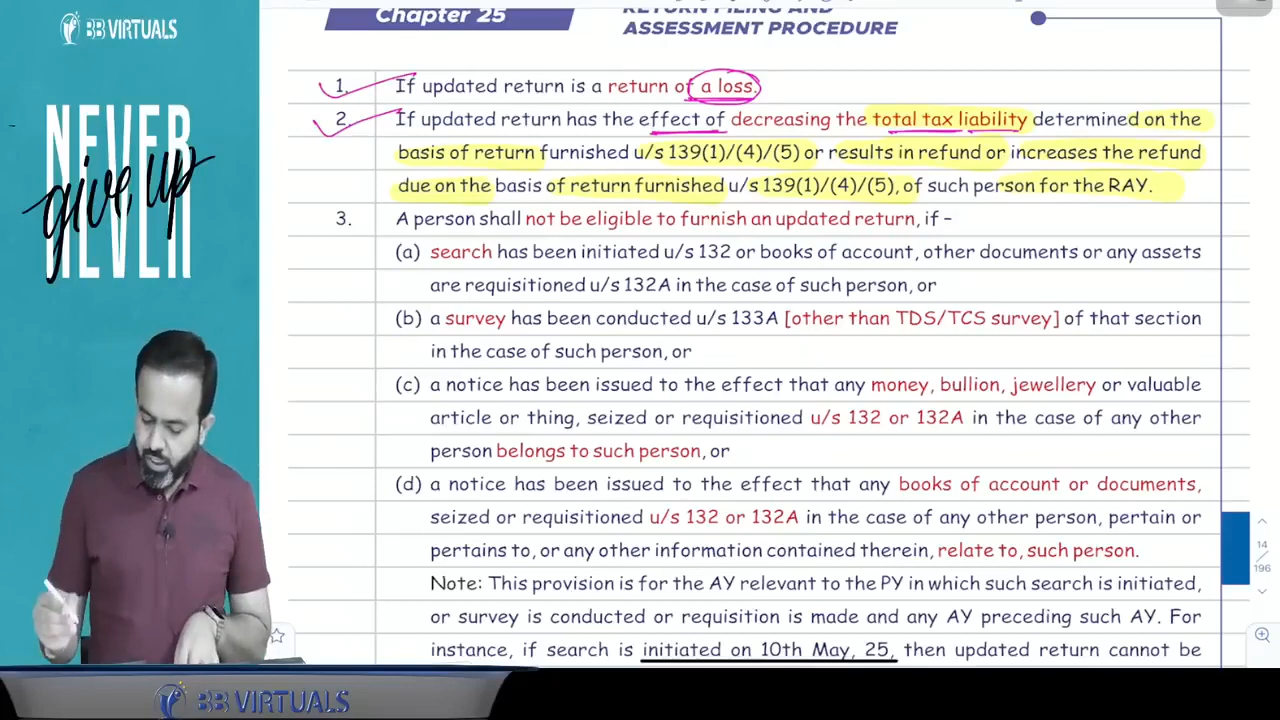 BB VIRTUALS
NEVER
give up
NEVER
Chapter 25
RETURN FILING AND
ASSESSMENT PROCEDURE
1. If updated return is a return of a loss.
2. If updated return has the effect of decreasing the total tax liability determined on the
basis of return furnished u/s 139(1)/(4)/(5) or results in refund or increases the refund
due on the basis of return furnished u/s 139(1)/(4)/(5), of such person for the RAY.
3. A person shall not be eligible to furnish an updated return, if –
(a) search has been initiated u/s 132 or books of account, other documents or any assets
are requisitioned u/s 132A in the case of such person, or
(b) a survey has been conducted u/s 133A [other than TDS/TCS survey] of that section
in the case of such person, or
(c) a notice has been issued to the effect that any money, bullion, jewellery or valuable
article or thing, seized or requisitioned u/s 132 or 132A in the case of any other
person belongs to such person, or
(d) a notice has been issued to the effect that any books of account or documents,
seized or requisitioned u/s 132 or 132A in the case of any other person, pertain or
pertains to, or any other information contained therein, relate to, such person.
Note: This provision is for the AY relevant to the PY in which such search is initiated,
or survey is conducted or requisition is made and any AY preceding such AY. For
instance, if search is initiated on 10th May, 25, then updated return cannot be
14
/
196
BB VIRTUALS